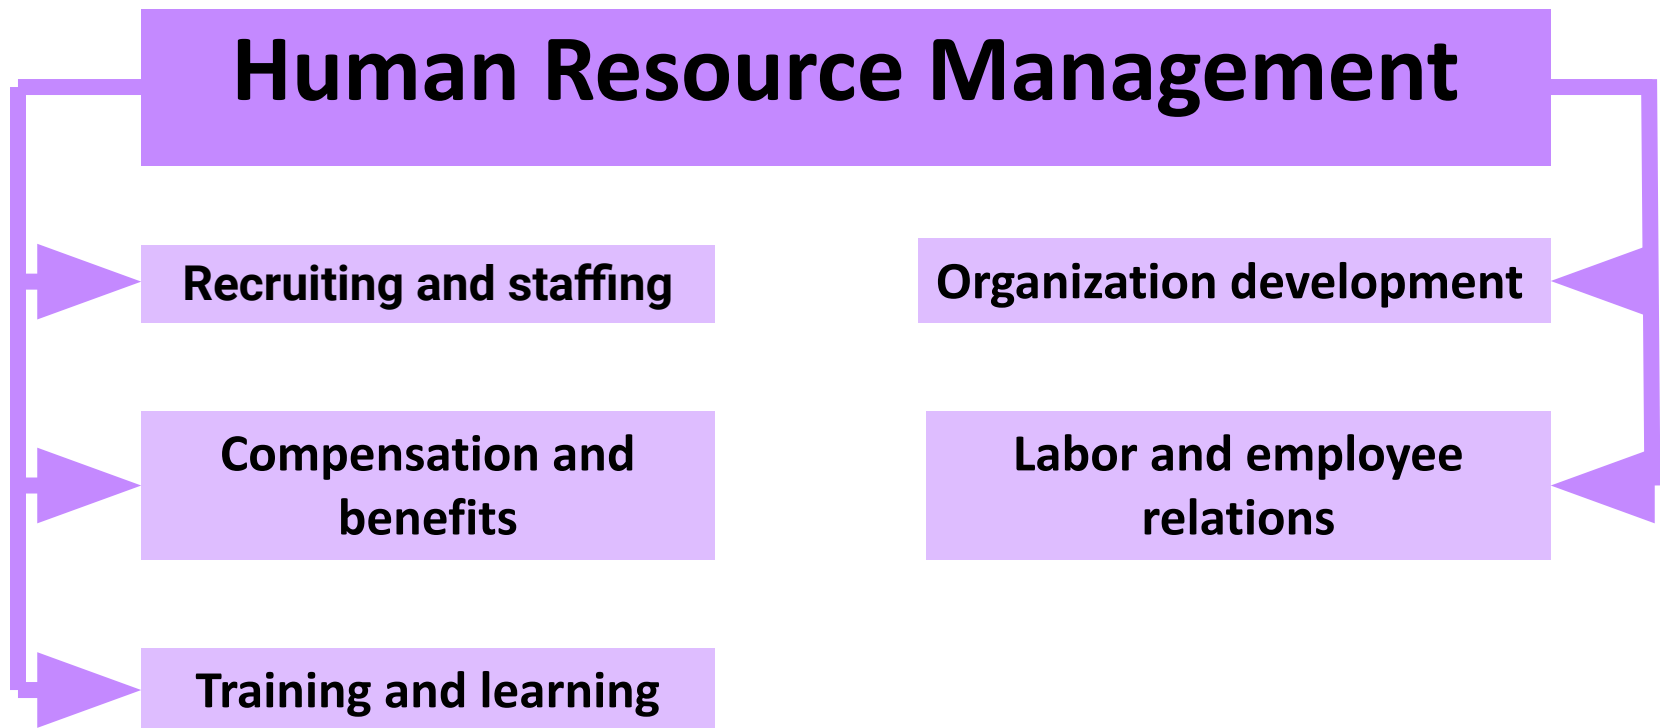 Human Resource Management
Recruiting and staffing
Organization development
Compensation and
benefits
Labor and employee
relations
Training and learning